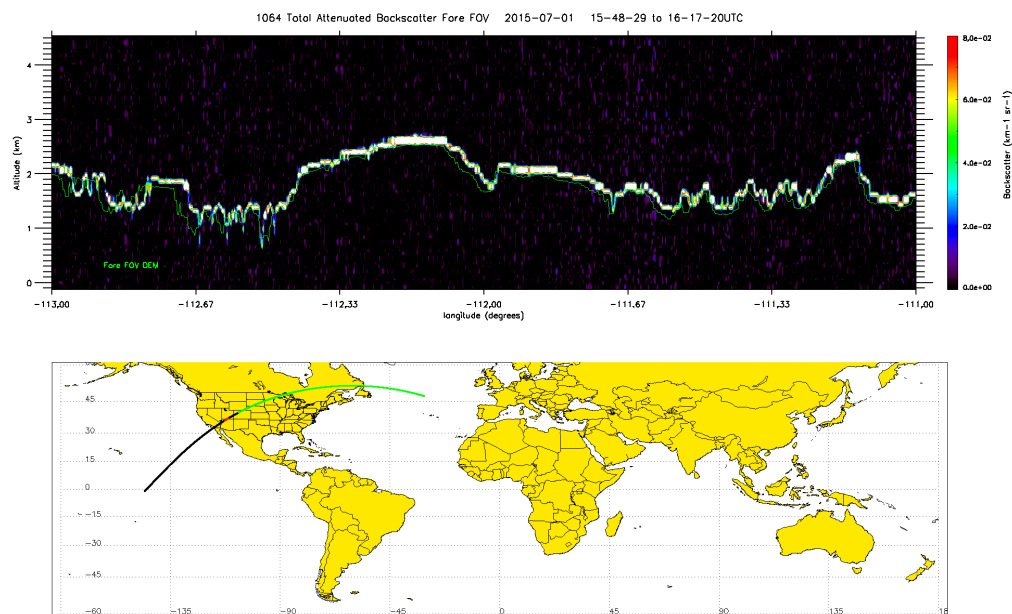 1064 Total Attenuated Backscatter Fore FOV 2015-07-01 15-48-29 to 16-17-20UTC
8.0e-02
6.0e-02
4.0e-02
2.0e-02
0.0e+00
Backscatter (km-1 sr-1)
Altitude (km)
4
3
2
1
0
Fore FOV DEM
-113.00 -112.67 -112.33 -112.00 -111.67 -111.33 -111.00
longitude (degrees)
45
30
15
0
-15
-30
-45
-60 -135 -90 -45 0 45 90 135 18